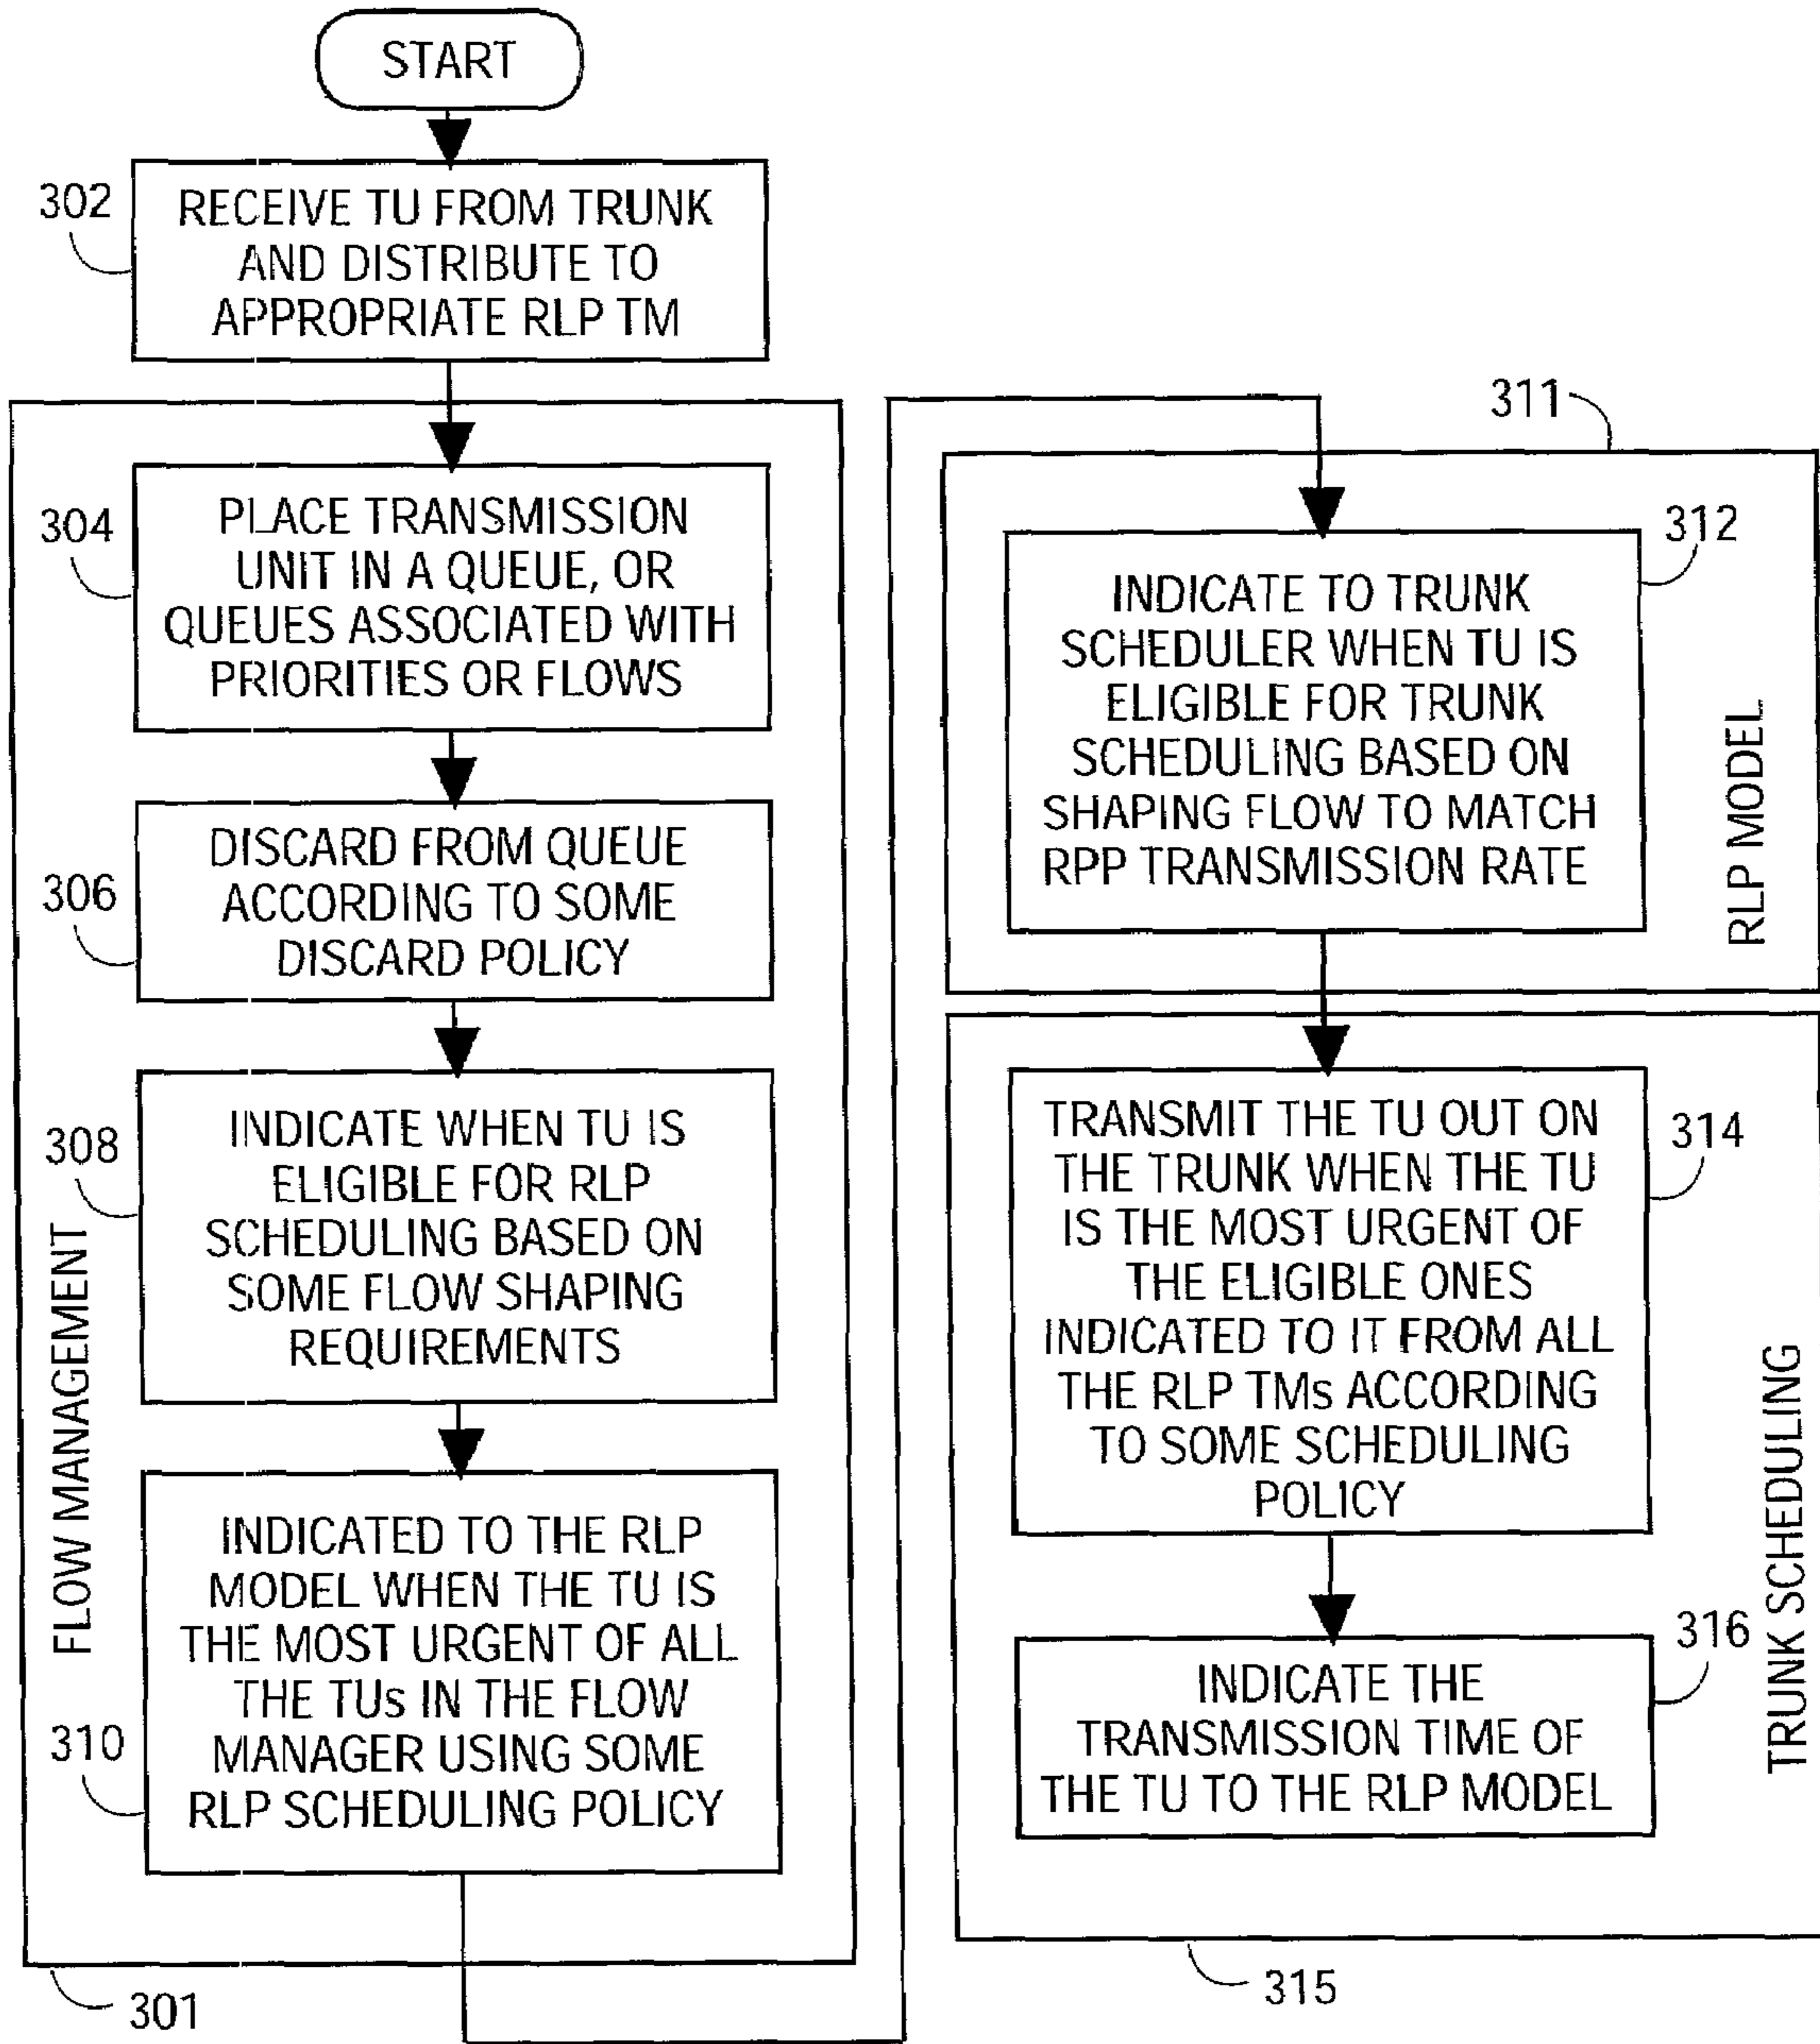 START
302
RECEIVE TU FROM TRUNK
AND DISTRIBUTE TO
APPROPRIATE RLP TM
304
PLACE TRANSMISSION
UNIT IN A QUEUE, OR
QUEUES ASSOCIATED WITH
PRIORITIES OR FLOWS
306
DISCARD FROM QUEUE
ACCORDING TO SOME
DISCARD POLICY
308
INDICATE WHEN TU IS
ELIGIBLE FOR RLP
SCHEDULING BASED ON
SOME FLOW SHAPING
REQUIREMENTS
310
INDICATED TO THE RLP
MODEL WHEN THE TU IS
THE MOST URGENT OF ALL
THE TUs IN THE FLOW
MANAGER USING SOME
RLP SCHEDULING POLICY
FLOW MANAGEMENT
301
311
312
INDICATE TO TRUNK
SCHEDULER WHEN TU IS
ELIGIBLE FOR TRUNK
SCHEDULING BASED ON
SHAPING FLOW TO MATCH
RPP TRANSMISSION RATE
RLP MODEL
314
TRANSMIT THE TU OUT ON
THE TRUNK WHEN THE TU
IS THE MOST URGENT OF
THE ELIGIBLE ONES
INDICATED TO IT FROM ALL
THE RLP TMs ACCORDING
TO SOME SCHEDULING
POLICY
316
INDICATE THE
TRANSMISSION TIME OF
THE TU TO THE RLP MODEL
TRUNK SCHEDULING
315